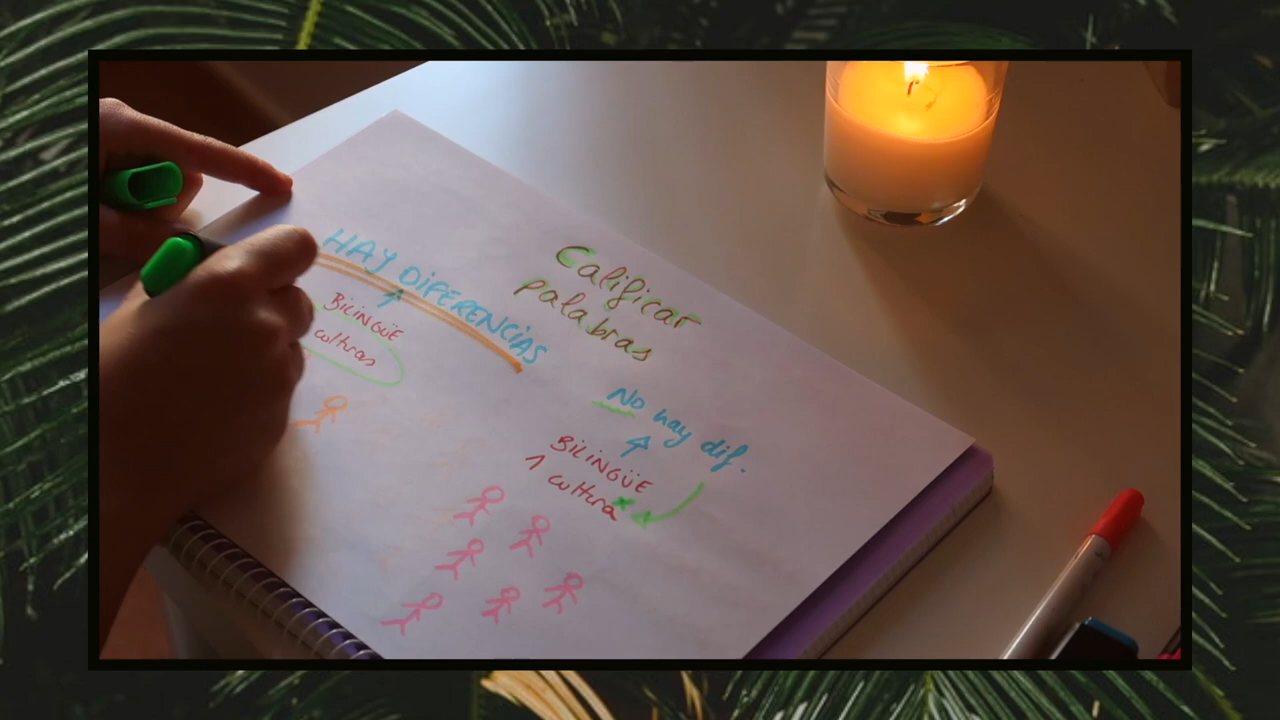 Calificar
palabras
HAY DIFERENCIAS
BILINGÜE
culturas
No hay dif.
BILINGÜE
1 cultura